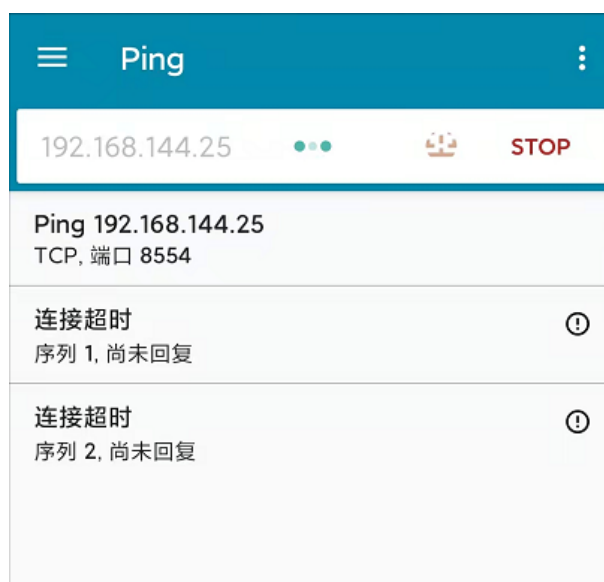 Ping
192.168.144.25
STOP
Ping 192.168.144.25
TCP, 端口 8554
连接超时
序列 1, 尚未回复
连接超时
序列 2, 尚未回复